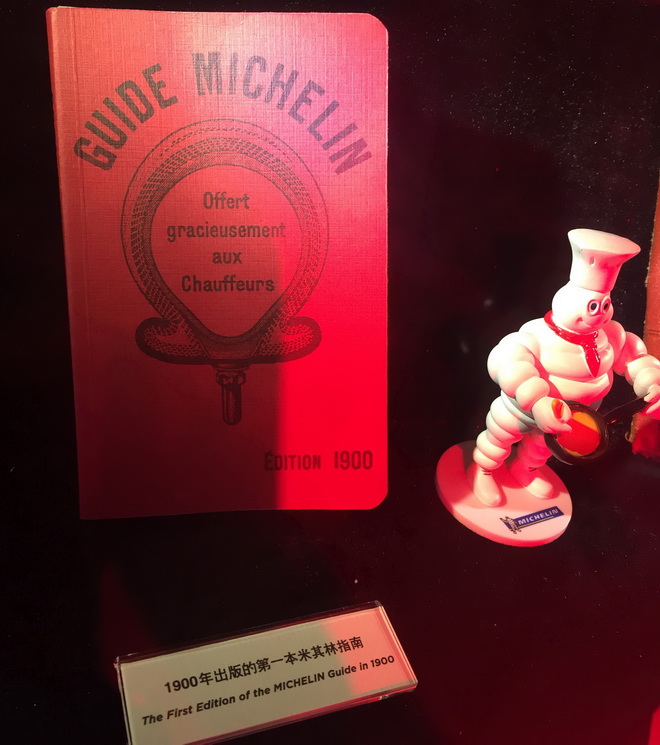 GUIDE MICHELIN
Offert
gracieusement
aux
Chauffeurs
EDITION 1900
MICHELIN
1900年出版的第一本米其林指南
The First Edition of the MICHELIN Guide in 1900